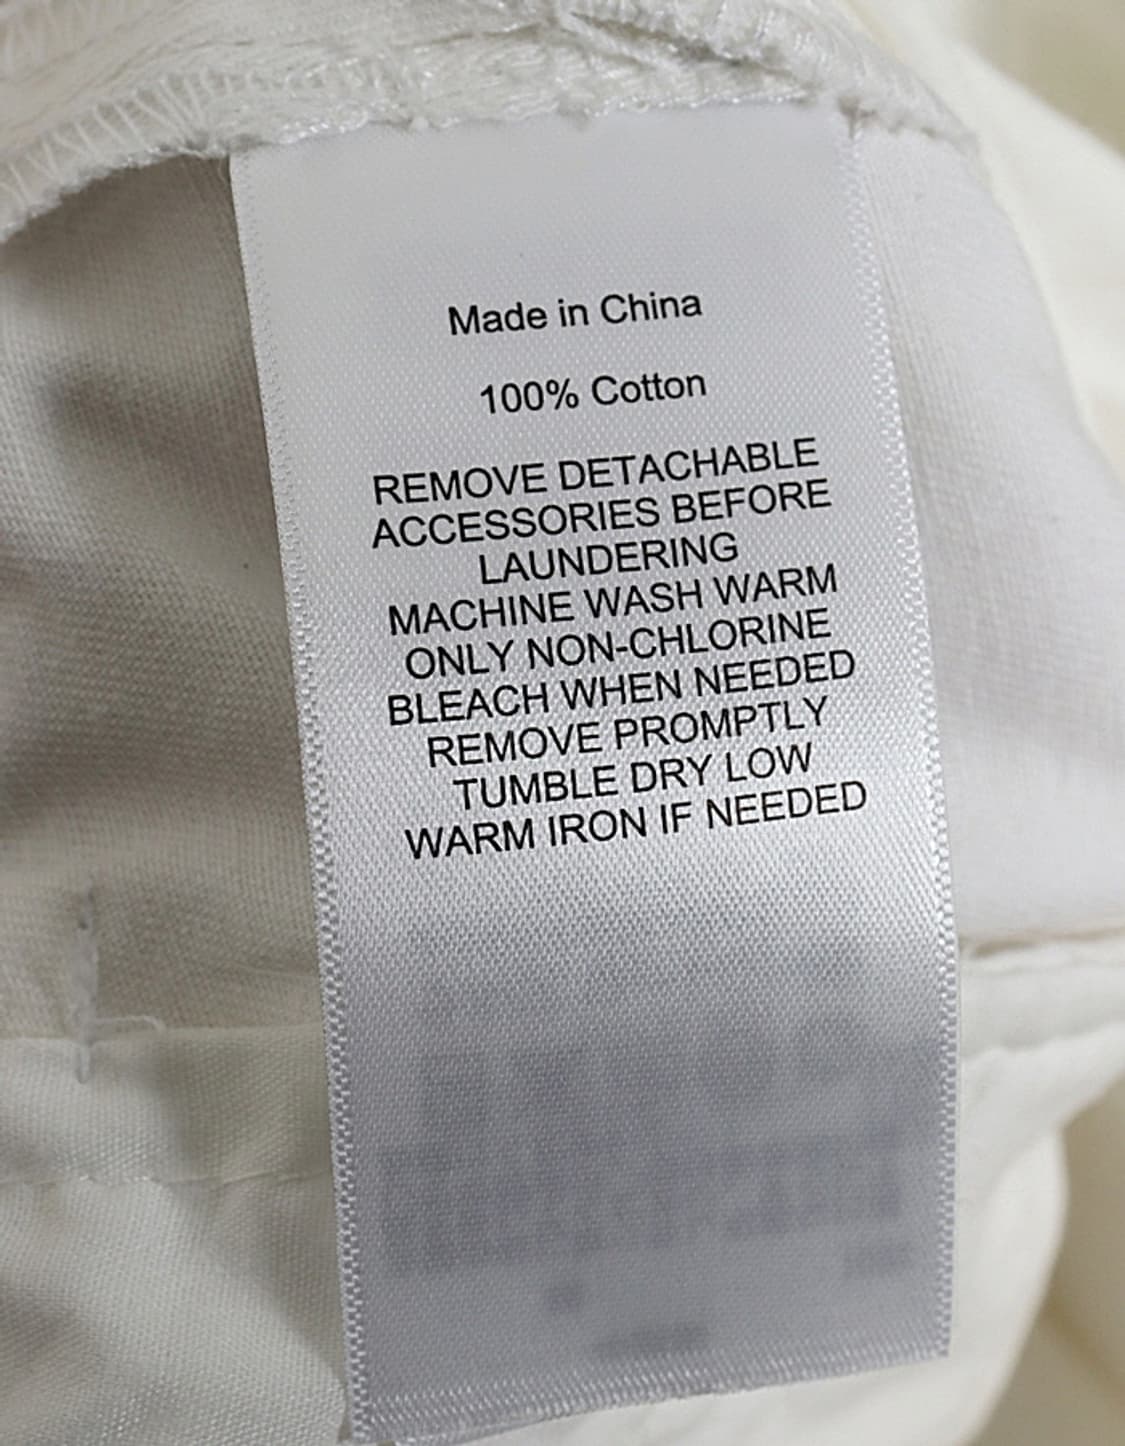 Made in China
100% Cotton
REMOVE DETACHABLE
ACCESSORIES BEFORE
LAUNDERING
MACHINE WASH WARM
ONLY NON-CHLORINE
BLEACH WHEN NEEDED
REMOVE PROMPTLY
TUMBLE DRY LOW
WARM IRON IF NEEDED